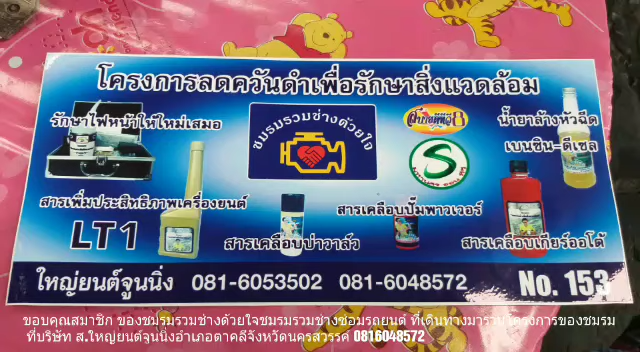 โครงการลดควันดำเพื่อรักษาสิ่งแวดล้อม
รักษาไฟหน้าให้ใหม่เสมอ
ชมรมรวมช่างด้วยใจ
น้ำยาล้างหัวฉีด
เบนซิน-ดีเซล
สารเพิ่มประสิทธิภาพเครื่องยนต์
LT1
สารเคลือบบ่าวาล์ว
สารเคลือบปั๊มพาวเวอร์
สารเคลือบเกียร์ออโต้
ใหญ่ยนต์จูนนิ่ง 081-6053502 081-6048572 No. 153
ขอบคุณสมาชิก ของชมรมรวมช่างด้วยใจชมรมรวมช่างซ่อมรถยนต์ ที่เดินทางมารวมโครงการของชมรม
ที่บริษัท ส.ใหญ่ยนต์จูนนิ่งอำเภอตาคลีจังหวัดนครสวรรค์ 0816048572